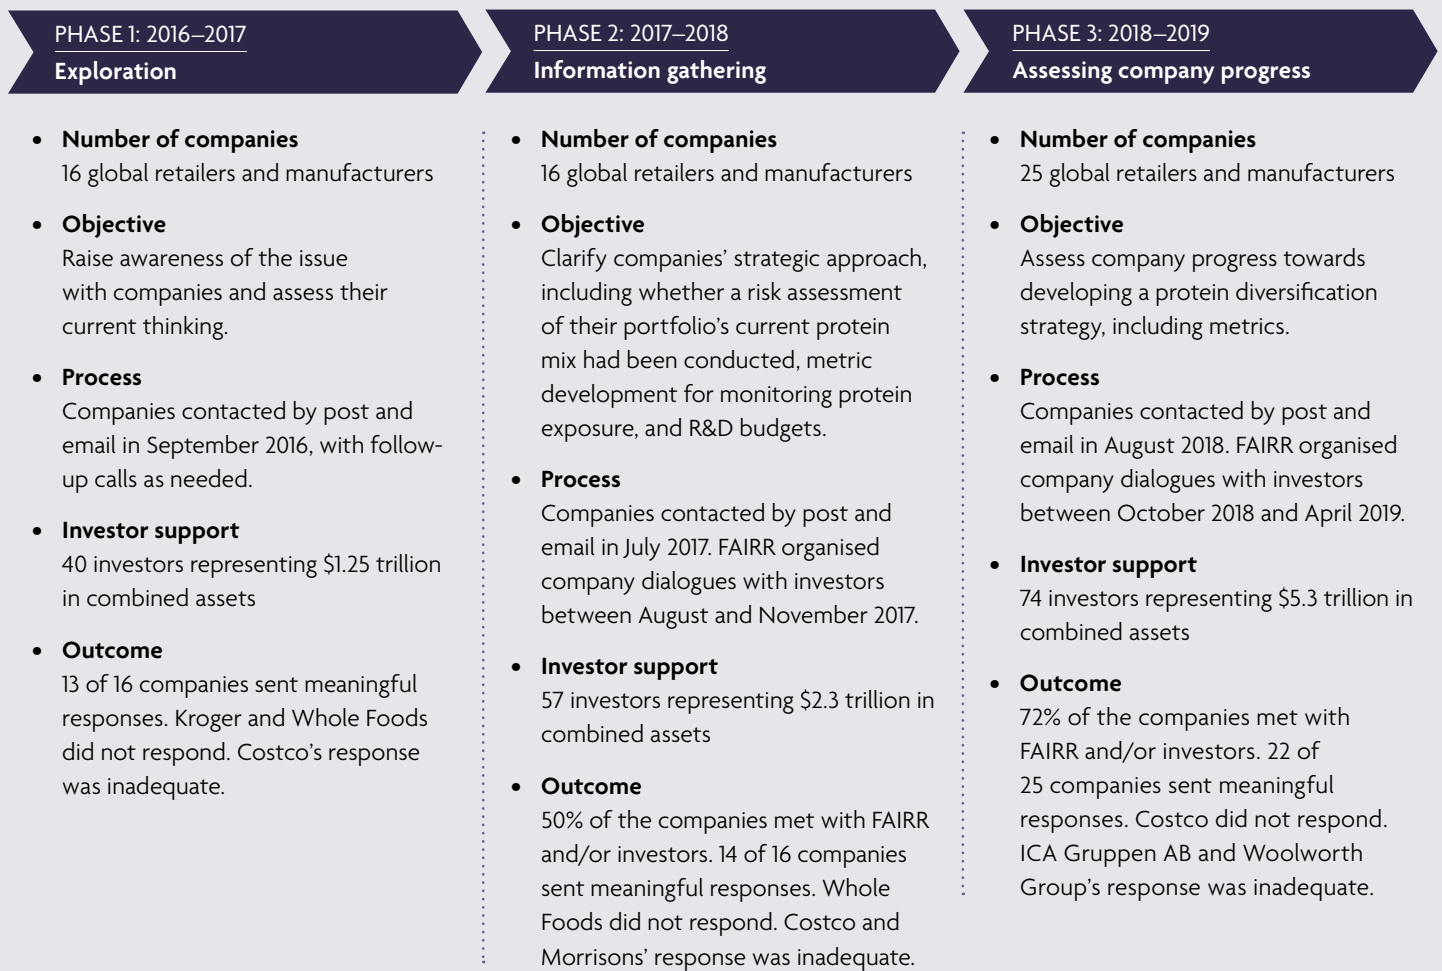 PHASE 1: 2016–2017
Exploration
• Number of companies
16 global retailers and manufacturers
• Objective
Raise awareness of the issue
with companies and assess their
current thinking.
• Process
Companies contacted by post and
email in September 2016, with follow-
up calls as needed.
• Investor support
40 investors representing $1.25 trillion
in combined assets
• Outcome
13 of 16 companies sent meaningful
responses. Kroger and Whole Foods
did not respond. Costco’s response
was inadequate.
PHASE 2: 2017–2018
Information gathering
• Number of companies
16 global retailers and manufacturers
• Objective
Clarify companies’ strategic approach,
including whether a risk assessment
of their portfolio’s current protein
mix had been conducted, metric
development for monitoring protein
exposure, and R&D budgets.
• Process
Companies contacted by post and
email in July 2017. FAIRR organised
company dialogues with investors
between August and November 2017.
• Investor support
57 investors representing $2.3 trillion in
combined assets
• Outcome
50% of the companies met with FAIRR
and/or investors. 14 of 16 companies
sent meaningful responses. Whole
Foods did not respond. Costco and
Morrisons’ response was inadequate.
PHASE 3: 2018–2019
Assessing company progress
• Number of companies
25 global retailers and manufacturers
• Objective
Assess company progress towards
developing a protein diversification
strategy, including metrics.
• Process
Companies contacted by post and
email in August 2018. FAIRR organised
company dialogues with investors
between October 2018 and April 2019.
• Investor support
74 investors representing $5.3 trillion in
combined assets
• Outcome
72% of the companies met with
FAIRR and/or investors. 22 of
25 companies sent meaningful
responses. Costco did not respond.
ICA Gruppen AB and Woolworth
Group’s response was inadequate.